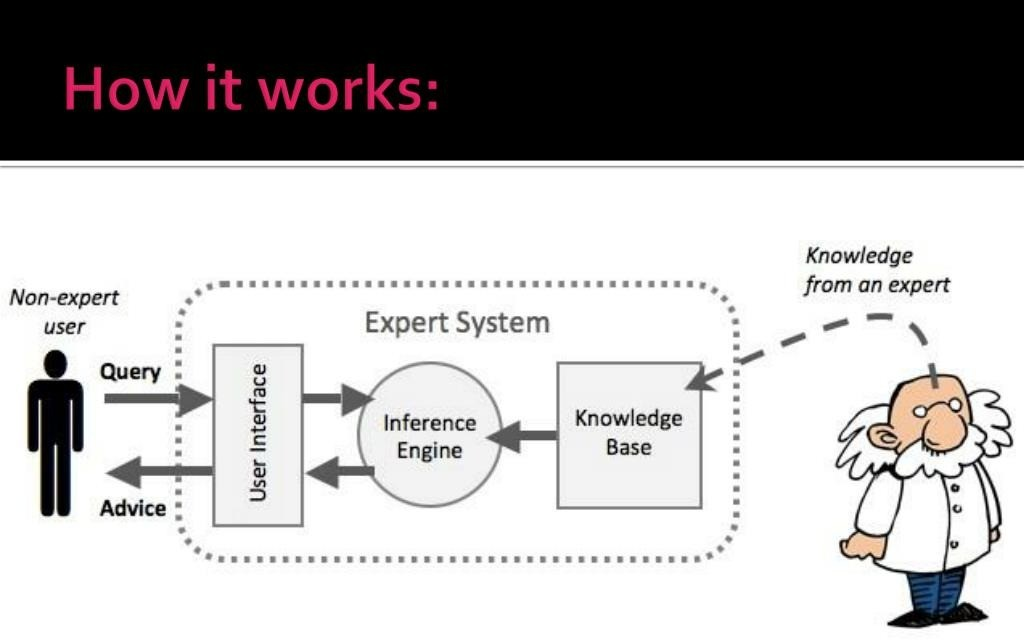 How it works:
Knowledge
from an expert
Non-expert
user
Expert System
Query
User Interface
Inference
Engine
Knowledge
Base
Advice